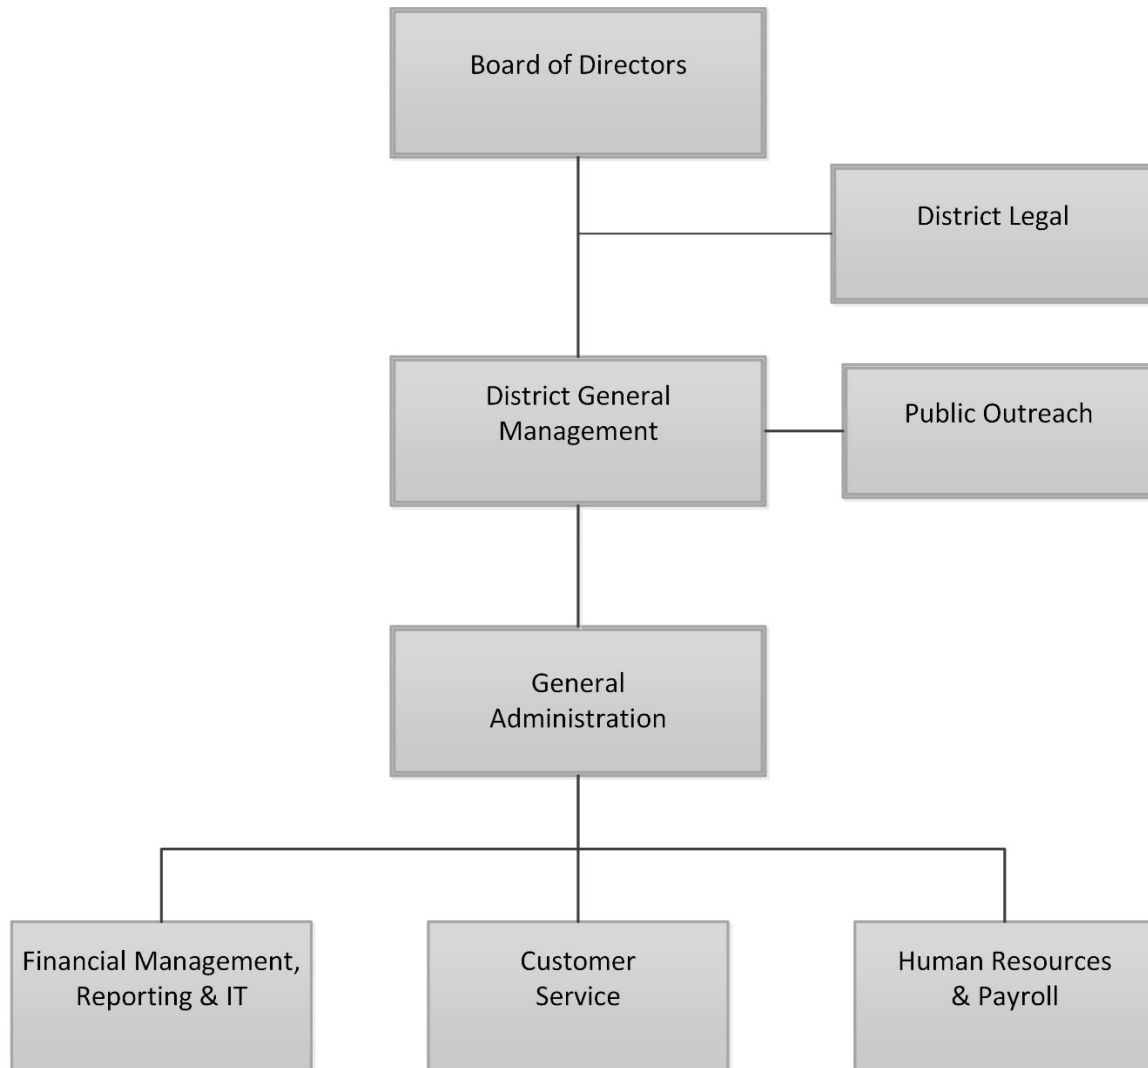 Board of Directors
District Legal
District General
Management
Public Outreach
General
Administration
Financial Management,
Reporting & IT
Customer
Service
Human Resources
& Payroll